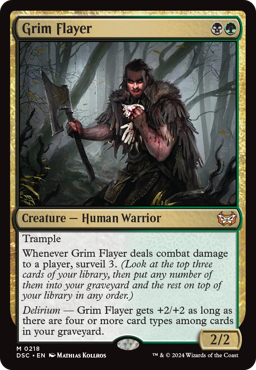 Grim Flayer
Creature — Human Warrior
Trample
Whenever Grim Flayer deals combat damage
to a player, surveil 3. (Look at the top three
cards of your library, then put any number of
them into your graveyard and the rest on top of
your library in any order.)
Delirium — Grim Flayer gets +2/+2 as long as
there are four or more card types among cards
in your graveyard.
2/2
M 0218
DSC • EN Mathias Kollros
™ & © 2024 Wizards of the Coast